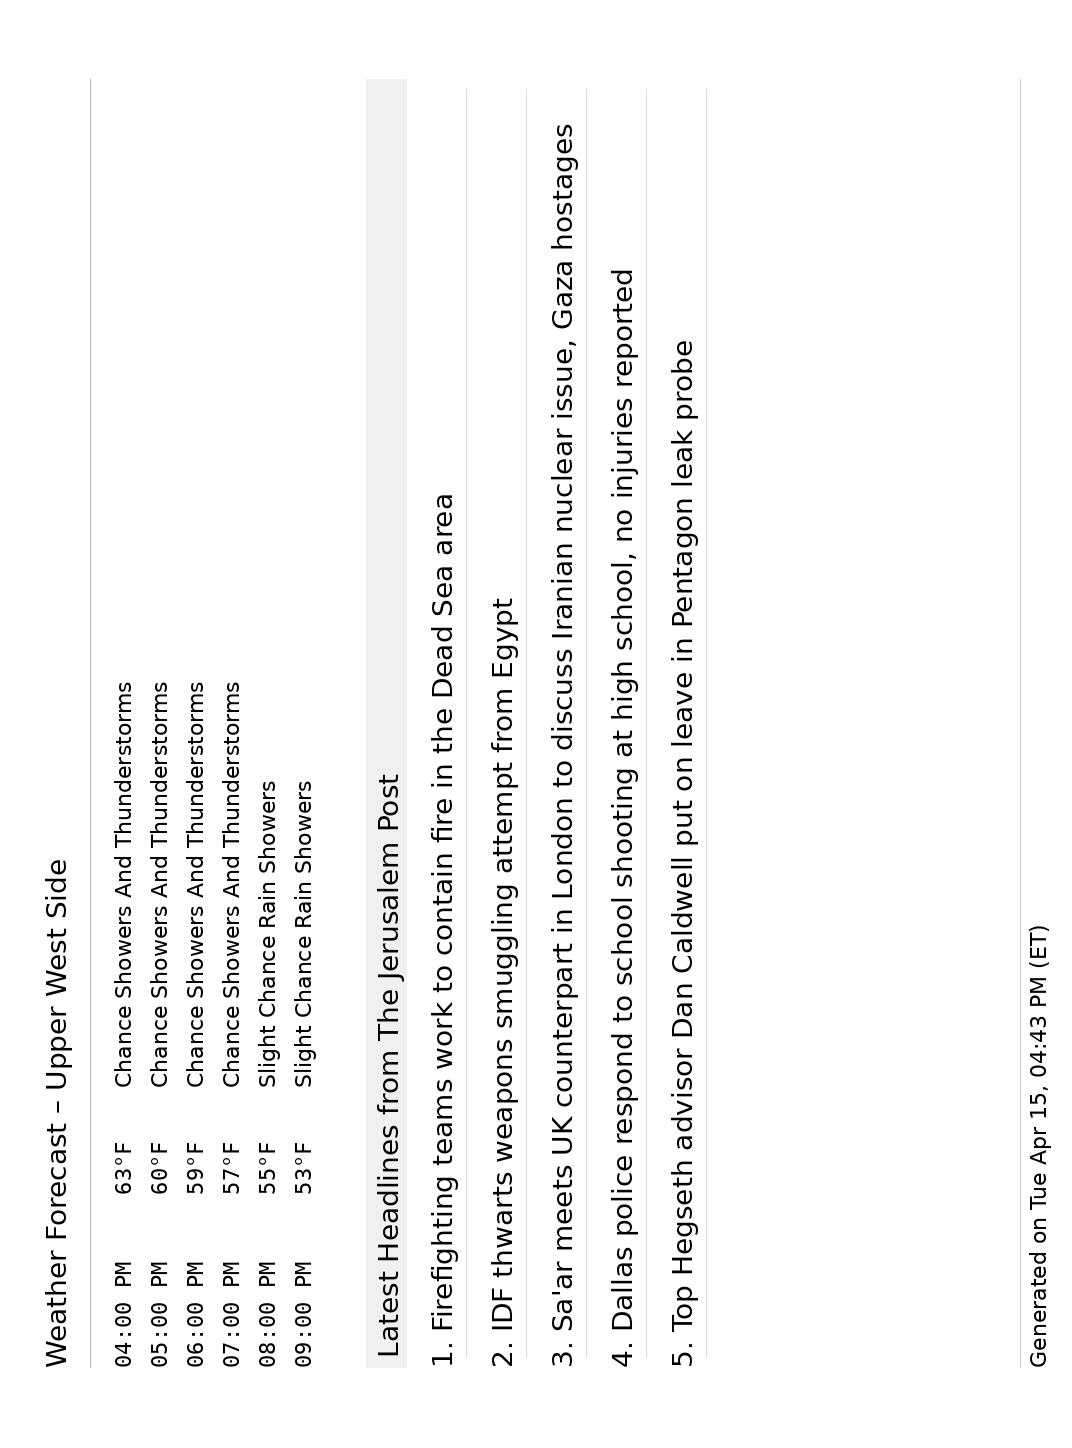 Weather Forecast – Upper West Side
04:00 PM 63°F Chance Showers And Thunderstorms
05:00 PM 60°F Chance Showers And Thunderstorms
06:00 PM 59°F Chance Showers And Thunderstorms
07:00 PM 57°F Chance Showers And Thunderstorms
08:00 PM 55°F Slight Chance Rain Showers
09:00 PM 53°F Slight Chance Rain Showers
Latest Headlines from The Jerusalem Post
1. Firefighting teams work to contain fire in the Dead Sea area
2. IDF thwarts weapons smuggling attempt from Egypt
3. Sa'ar meets UK counterpart in London to discuss Iranian nuclear issue, Gaza hostages
4. Dallas police respond to school shooting at high school, no injuries reported
5. Top Hegseth advisor Dan Caldwell put on leave in Pentagon leak probe
Generated on Tue Apr 15, 04:43 PM (ET)